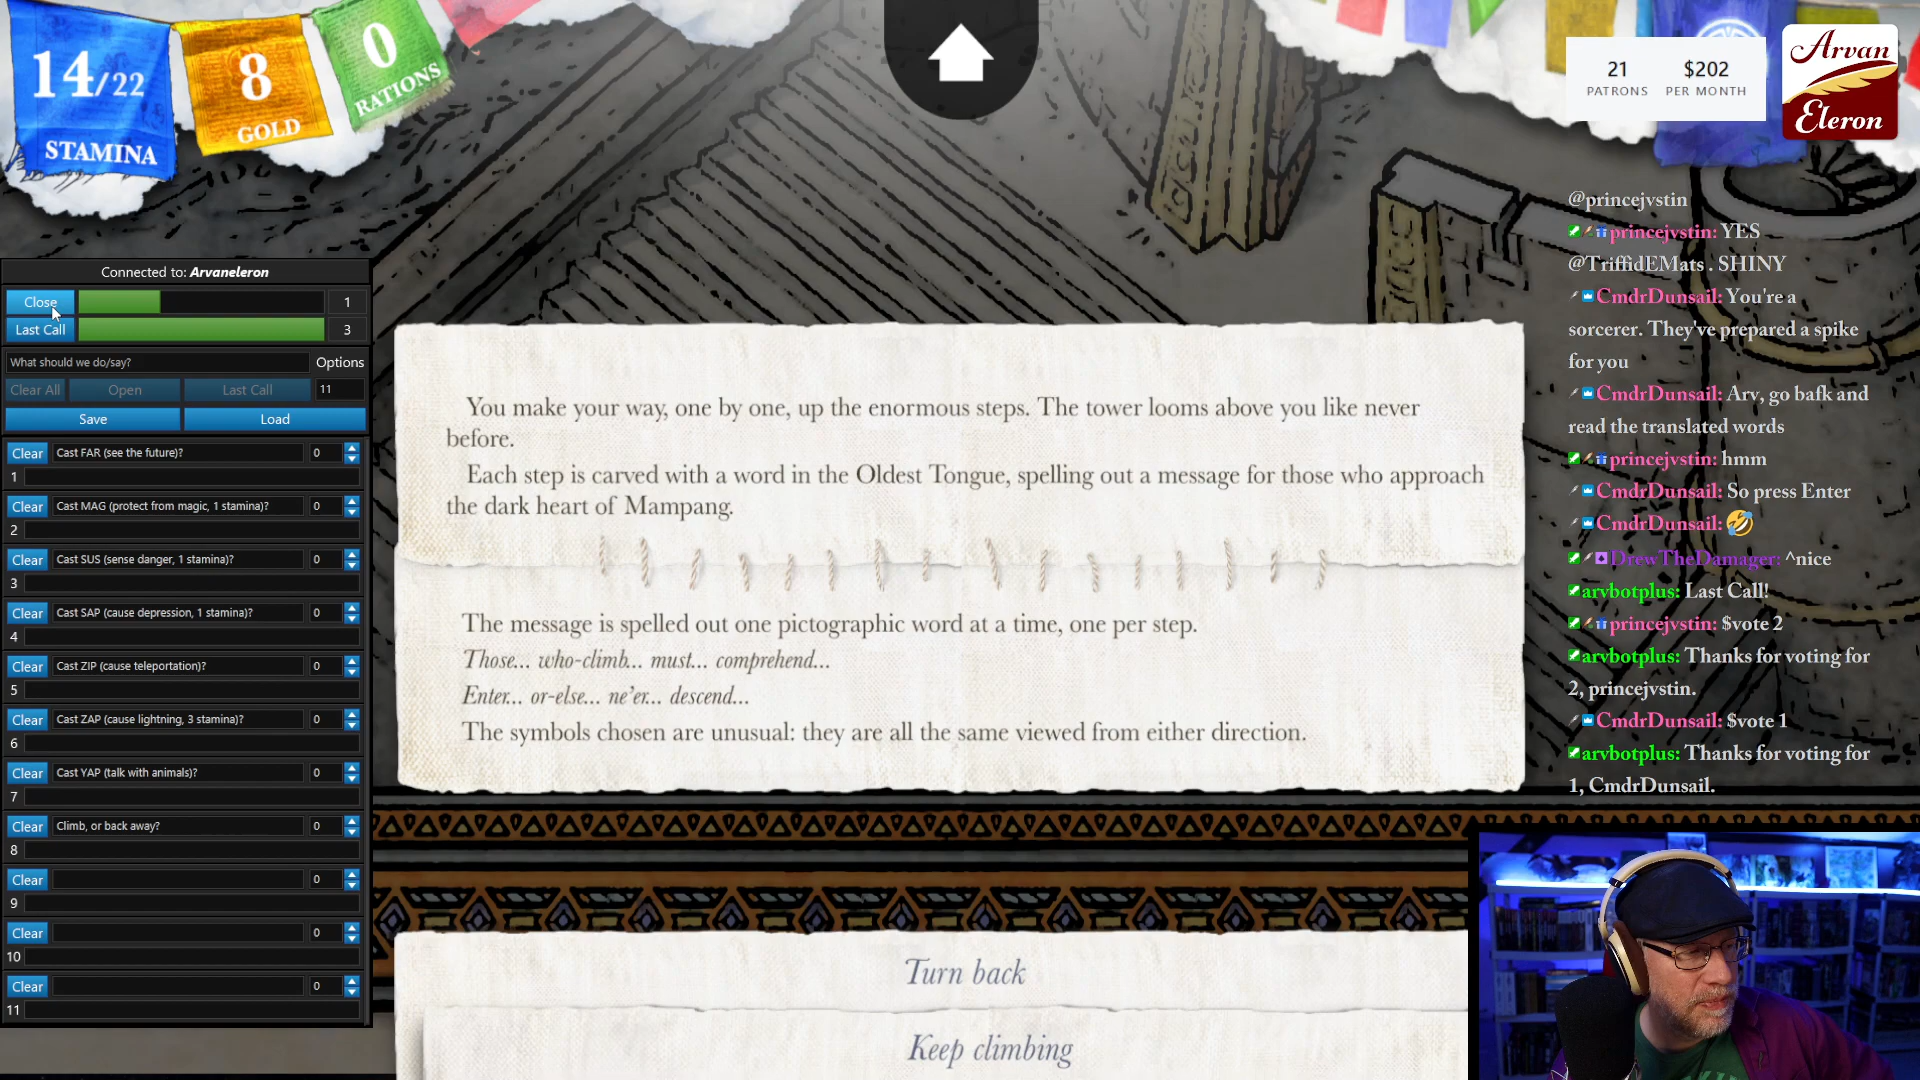 14/22
STAMINA
8
GOLD
0
RATIONS
21
PATRONS
$202
PER MONTH
Arvan
Eleron
Connected to: Arvaneleron
Close
1
Last Call
3
What should we do/say?
Options
Clear All
Open
Last Call
11
Save
Load
Clear
Cast FAR (see the future)?
0
1
Clear
Cast MAG (protect from magic, 1 stamina)?
0
2
Clear
Cast SUS (sense danger, 1 stamina)?
0
3
Clear
Cast SAP (cause depression, 1 stamina)?
0
4
Clear
Cast ZIP (cause teleportation)?
0
5
Clear
Cast ZAP (cause lightning, 3 stamina)?
0
6
Clear
Cast YAP (talk with animals)?
0
7
Clear
Climb, or back away?
0
8
Clear
0
9
Clear
0
10
Clear
0
11
You make your way, one by one, up the enormous steps. The tower looms above you like never
before.
Each step is carved with a word in the Oldest Tongue, spelling out a message for those who approach
the dark heart of Mampang.
The message is spelled out one pictographic word at a time, one per step.
Those... who-climb... must... comprehend...
Enter... or-else... ne'er... descend...
The symbols chosen are unusual: they are all the same viewed from either direction.
Turn back
Keep climbing
@princejvstin
princejvstin: YES
@TriffidEMats . SHINY
CmdrDunsail: You're a
sorcerer. They've prepared a spike
for you
CmdrDunsail: Arv, go bafk and
read the translated words
princejvstin: hmm
CmdrDunsail: So press Enter
CmdrDunsail: 🤣
DrewTheDamager: ^nice
arvbotplus: Last Call!
princejvstin: $vote 2
arvbotplus: Thanks for voting for
2, princejvstin.
CmdrDunsail: $vote 1
arvbotplus: Thanks for voting for
1, CmdrDunsail.